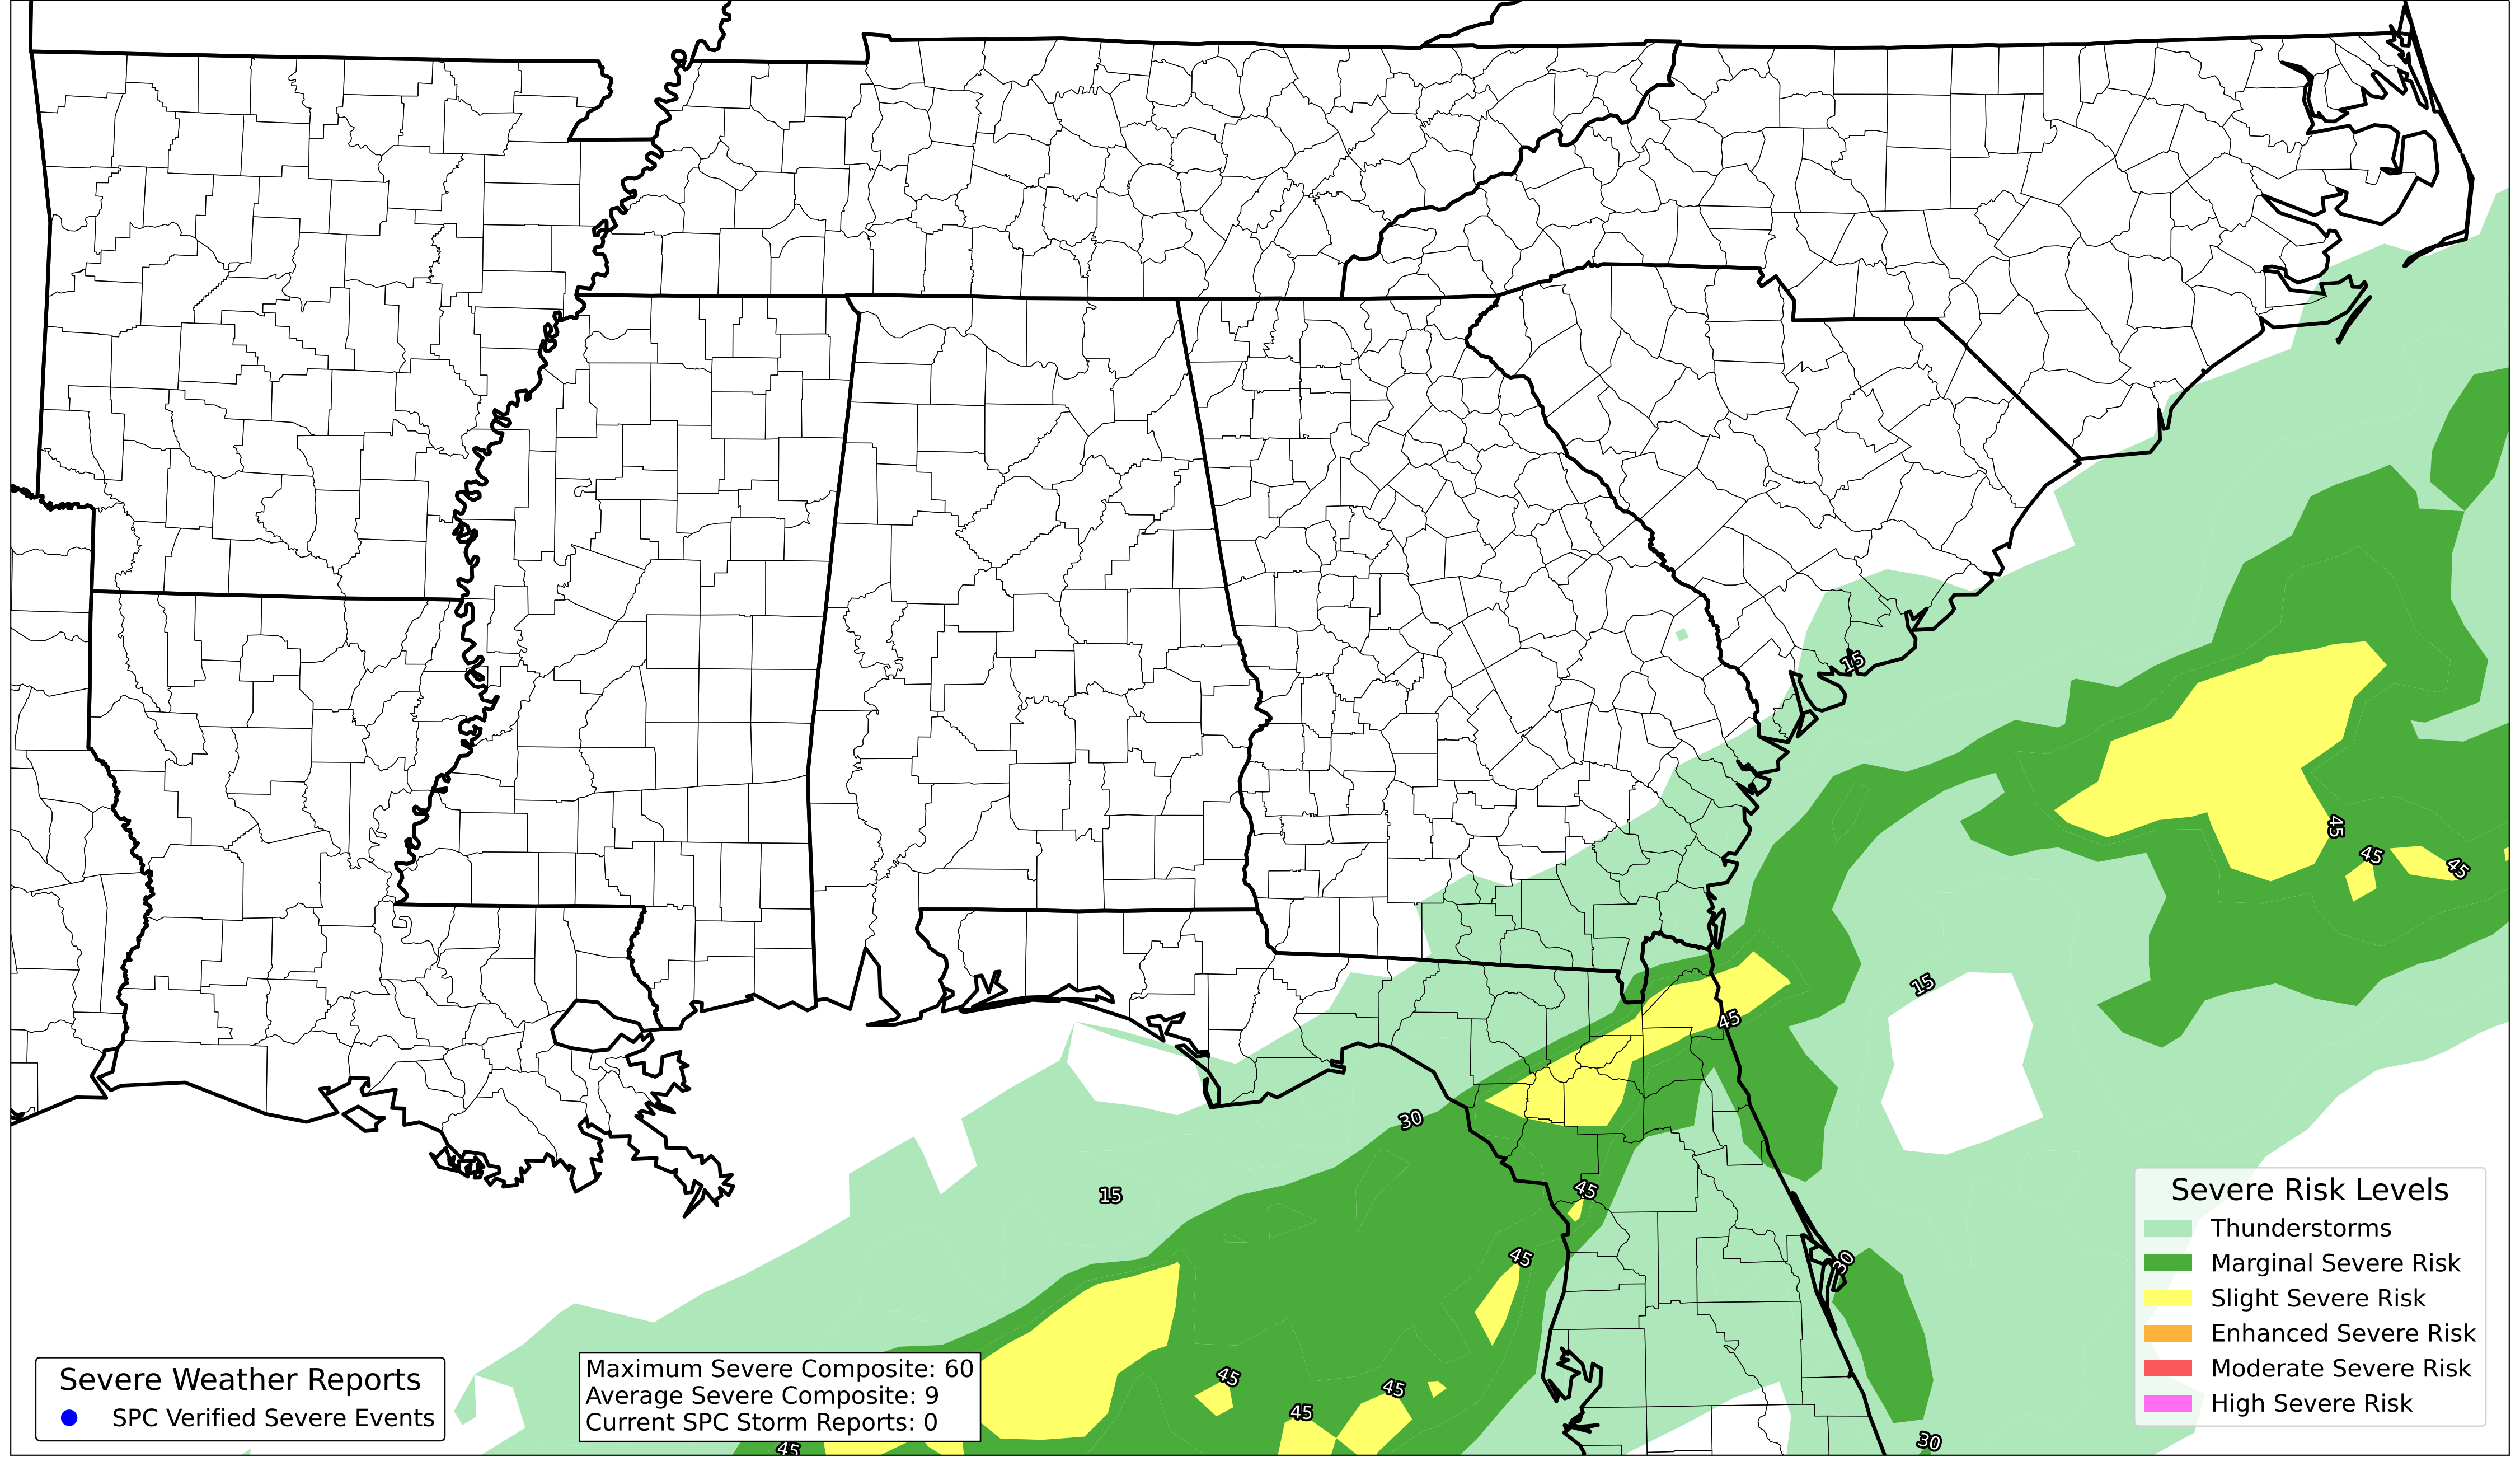 15
45
45
45
15
45
30
45
15
45
30
45
45
45
30
45
Severe Risk Levels
Thunderstorms
Marginal Severe Risk
Slight Severe Risk
Enhanced Severe Risk
Moderate Severe Risk
High Severe Risk
Severe Weather Reports
SPC Verified Severe Events
Maximum Severe Composite: 60
Average Severe Composite: 9
Current SPC Storm Reports: 0